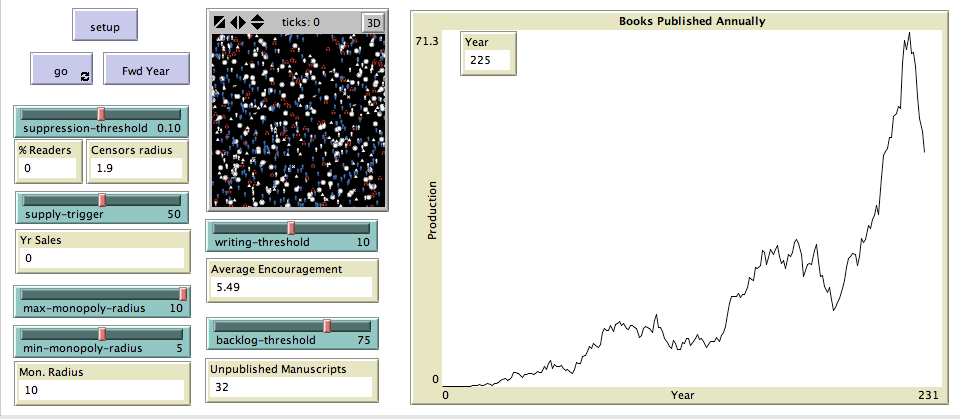 setup
go
Fwd Year
suppression-threshold 0.10
% Readers
0
Censors radius
1.9
supply-trigger 50
Yr Sales
0
max-monopoly-radius 10
min-monopoly-radius 5
Mon. Radius
10
ticks: 0
3D
writing-threshold 10
Average Encouragement
5.49
backlog-threshold 75
Unpublished Manuscripts
32
Books Published Annually
71.3
Year
225
Production
0
0
Year
231